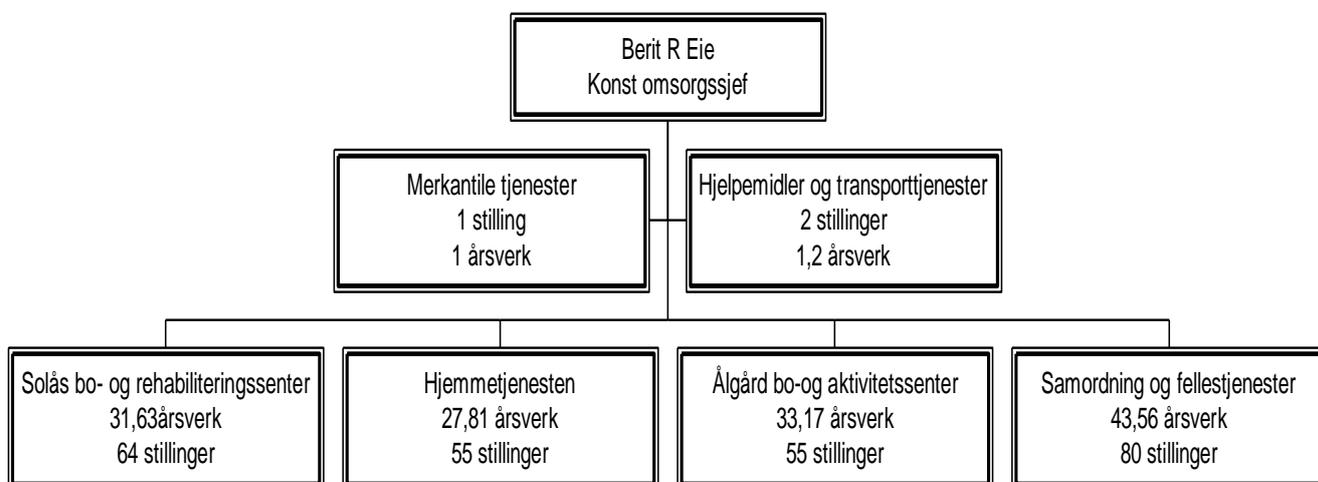 Berit R Eie
Konst omsorgssjef
Merkantile tjenester
1 stilling
1 årsverk
Hjelpemidler og transporttjenester
2 stillinger
1,2 årsverk
Solås bo- og rehabiliteringssenter
31,63årsverk
64 stillinger
Hjemmetjenesten
27,81 årsverk
55 stillinger
Ålgård bo-og aktivitetssenter
33,17 årsverk
55 stillinger
Samordning og fellestjenester
43,56 årsverk
80 stillinger